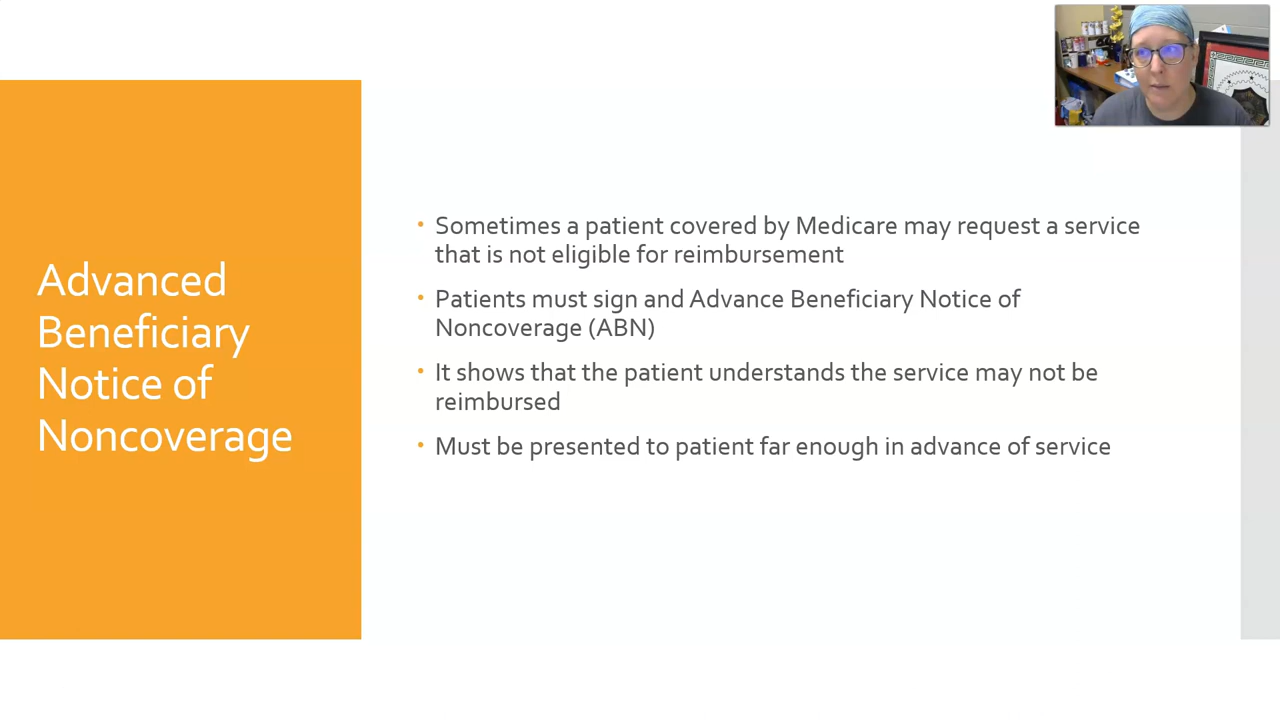 Advanced
Beneficiary
Notice of
Noncoverage
• Sometimes a patient covered by Medicare may request a service
that is not eligible for reimbursement
• Patients must sign and Advance Beneficiary Notice of
Noncoverage (ABN)
• It shows that the patient understands the service may not be
reimbursed
• Must be presented to patient far enough in advance of service